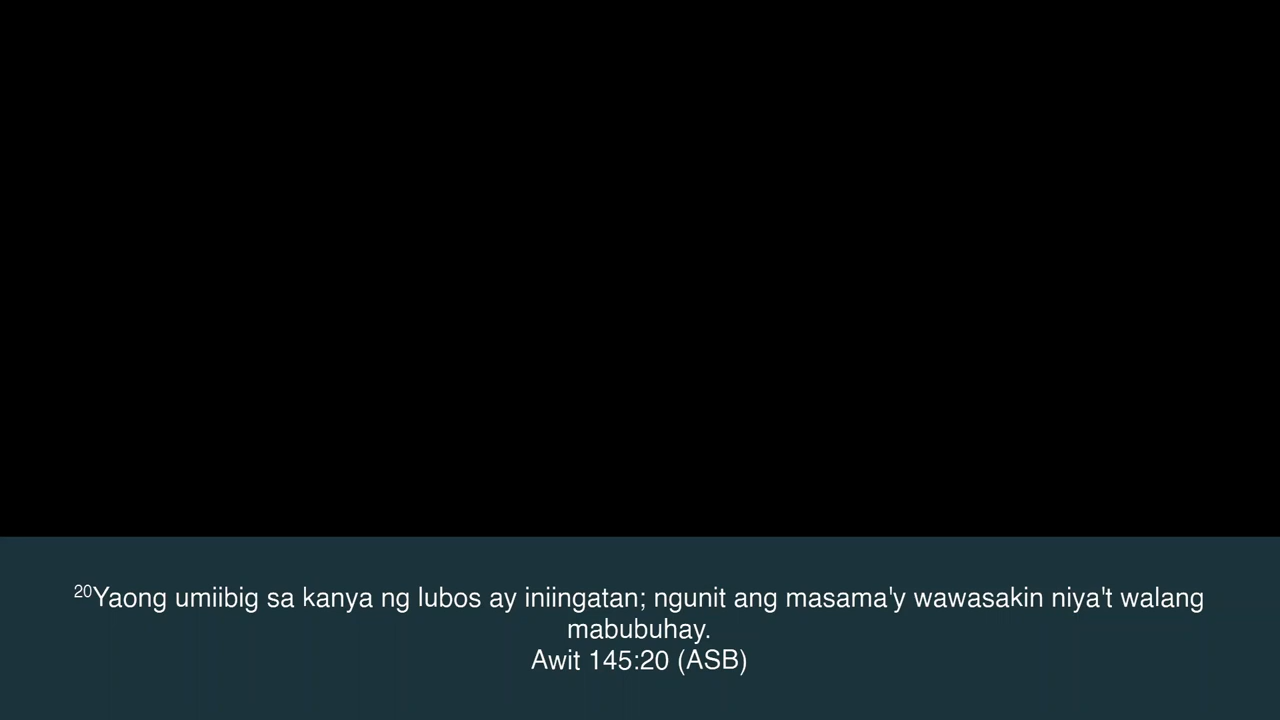 20Yaong umiibig sa kanya ng lubos ay iniingatan; ngunit ang masama'y wawasakin niya't walang
mabubuhay.
Awit 145:20 (ASB)